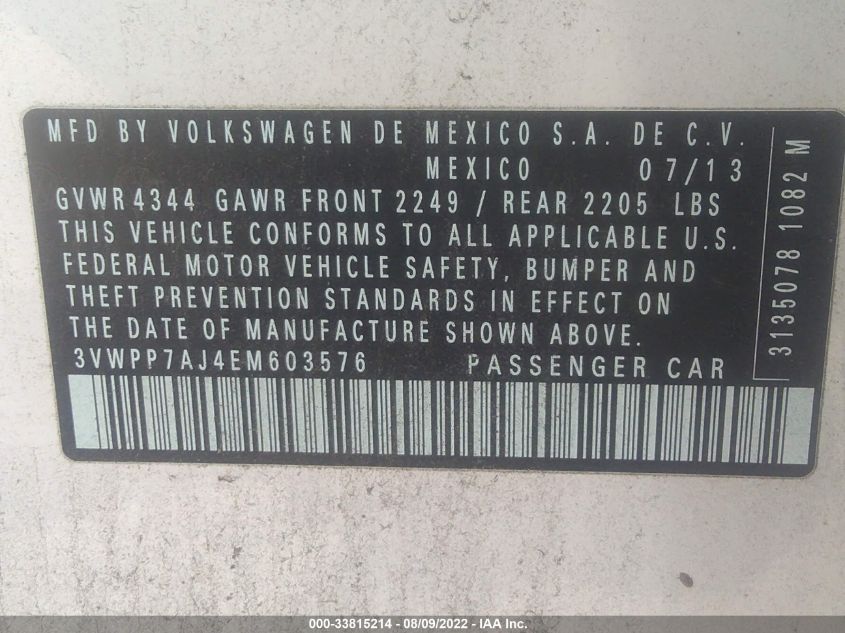 MFD BY VOLKSWAGEN DE MEXICO S.A. DE C.V.
MEXICO 07/13
GVWR 4344 GAWR FRONT 2249 / REAR 2205 LBS
THIS VEHICLE CONFORMS TO ALL APPLICABLE U.S.
FEDERAL MOTOR VEHICLE SAFETY, BUMPER AND
THEFT PREVENTION STANDARDS IN EFFECT ON
THE DATE OF MANUFACTURE SHOWN ABOVE.
3VWPP7AJ4EM603576 PASSENGER CAR
3135078 1082 M
000-33815214 - 08/09/2022 - IAA Inc.